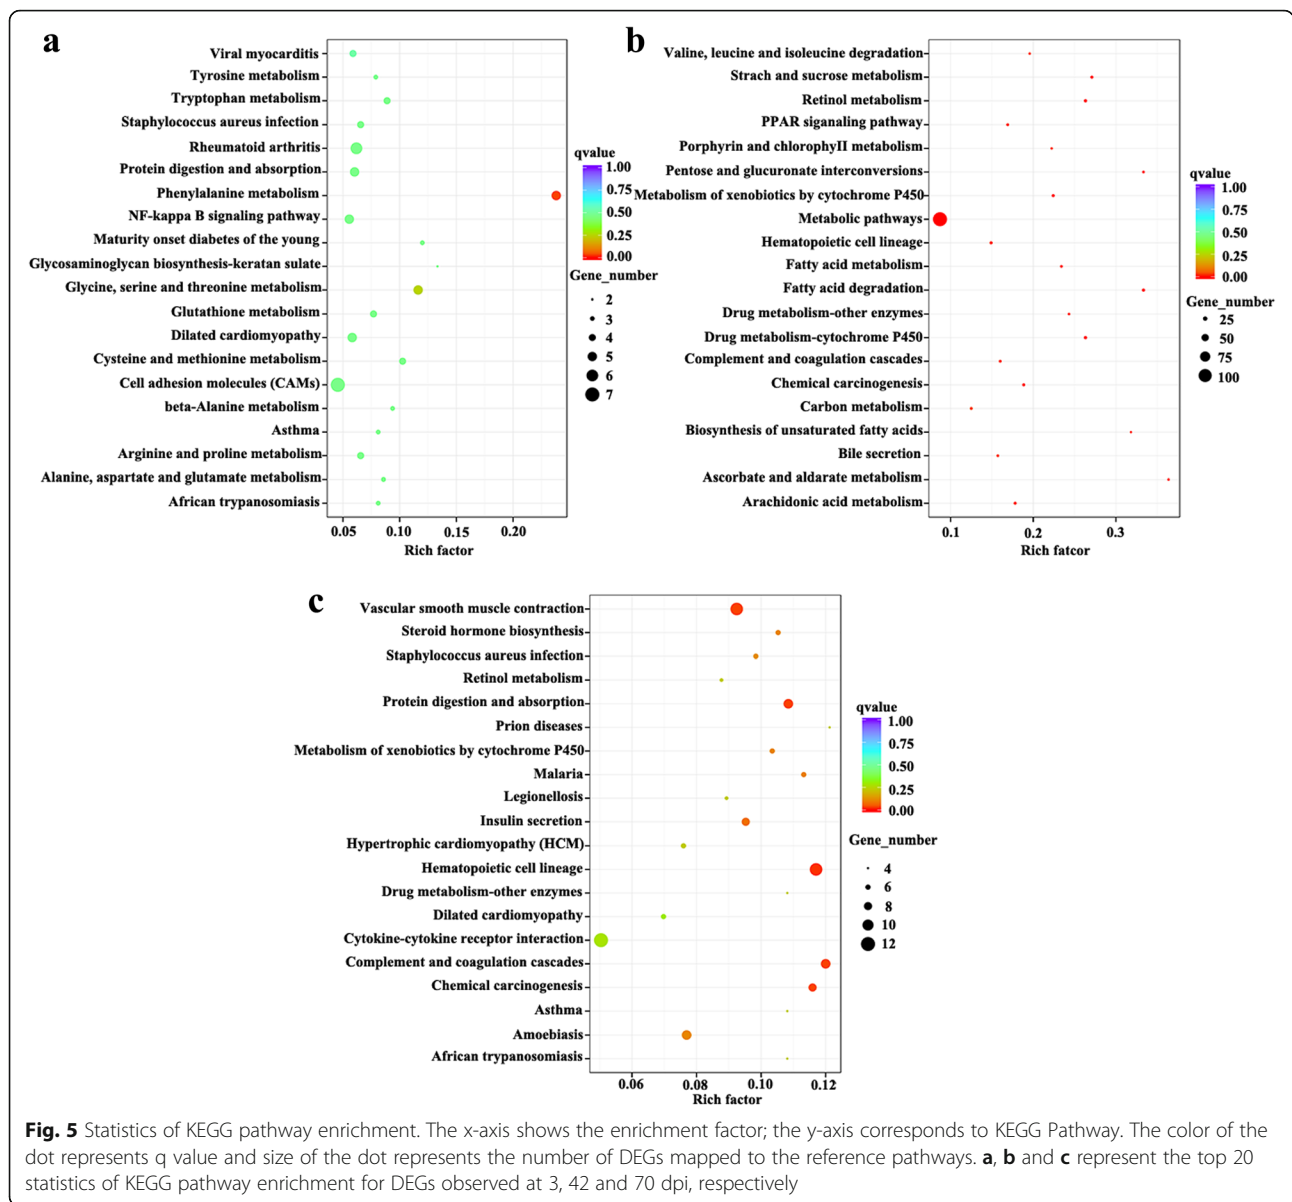 a
Viral myocarditis
Tyrosine metabolism
Tryptophan metabolism
Staphylococcus aureus infection
Rheumatoid arthritis
Protein digestion and absorption
Phenylalanine metabolism
NF-kappa B signaling pathway
Maturity onset diabetes of the young
Glycosaminoglycan biosynthesis-keratan sulate
Glycine, serine and threonine metabolism
Glutathione metabolism
Dilated cardiomyopathy
Cysteine and methionine metabolism
Cell adhesion molecules (CAMs)
beta-Alanine metabolism
Asthma
Arginine and proline metabolism
Alanine, aspartate and glutamate metabolism
African trypanosomiasis
0.05 0.10 0.15 0.20
Rich factor
qvalue
1.00
0.75
0.50
0.25
0.00
Gene_number
2
3
4
5
6
7
b
Valine, leucine and isoleucine degradation
Strach and sucrose metabolism
Retinol metabolism
PPAR siganaling pathway
Porphyrin and chlorophyII metabolism
Pentose and glucuronate interconversions
Metabolism of xenobiotics by cytochrome P450
Metabolic pathways
Hematopoietic cell lineage
Fatty acid metabolism
Fatty acid degradation
Drug metabolism-other enzymes
Drug metabolism-cytochrome P450
Complement and coagulation cascades
Chemical carcinogenesis
Carbon metabolism
Biosynthesis of unsaturated fatty acids
Bile secretion
Ascorbate and aldarate metabolism
Arachidonic acid metabolism
0.1 0.2 0.3
Rich fatcor
qvalue
1.00
0.75
0.50
0.25
0.00
Gene_number
25
50
75
100
c
Vascular smooth muscle contraction
Steroid hormone biosynthesis
Staphylococcus aureus infection
Retinol metabolism
Protein digestion and absorption
Prion diseases
Metabolism of xenobiotics by cytochrome P450
Malaria
Legionellosis
Insulin secretion
Hypertrophic cardiomyopathy (HCM)
Hematopoietic cell lineage
Drug metabolism-other enzymes
Dilated cardiomyopathy
Cytokine-cytokine receptor interaction
Complement and coagulation cascades
Chemical carcinogenesis
Asthma
Amoebiasis
African trypanosomiasis
0.06 0.08 0.10 0.12
Rich factor
qvalue
1.00
0.75
0.50
0.25
0.00
Gene_number
4
6
8
10
12
Fig. 5 Statistics of KEGG pathway enrichment. The x-axis shows the enrichment factor; the y-axis corresponds to KEGG Pathway. The color of the
dot represents q value and size of the dot represents the number of DEGs mapped to the reference pathways. a, b and c represent the top 20
statistics of KEGG pathway enrichment for DEGs observed at 3, 42 and 70 dpi, respectively